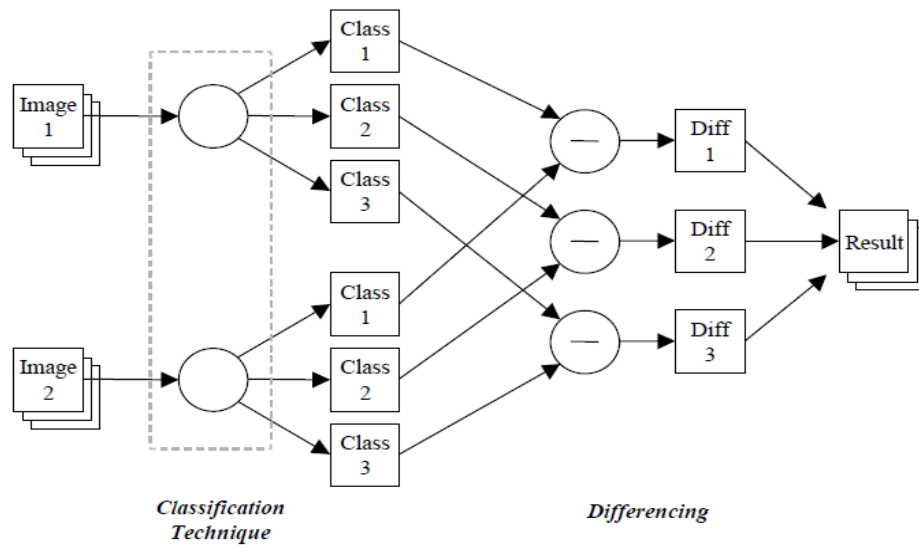 Image
1
Class
1
Class
2
Class
3
Image
2
Class
1
Class
2
Class
3
—
—
—
Diff
1
Diff
2
Diff
3
Result
Classification
Technique
Differencing